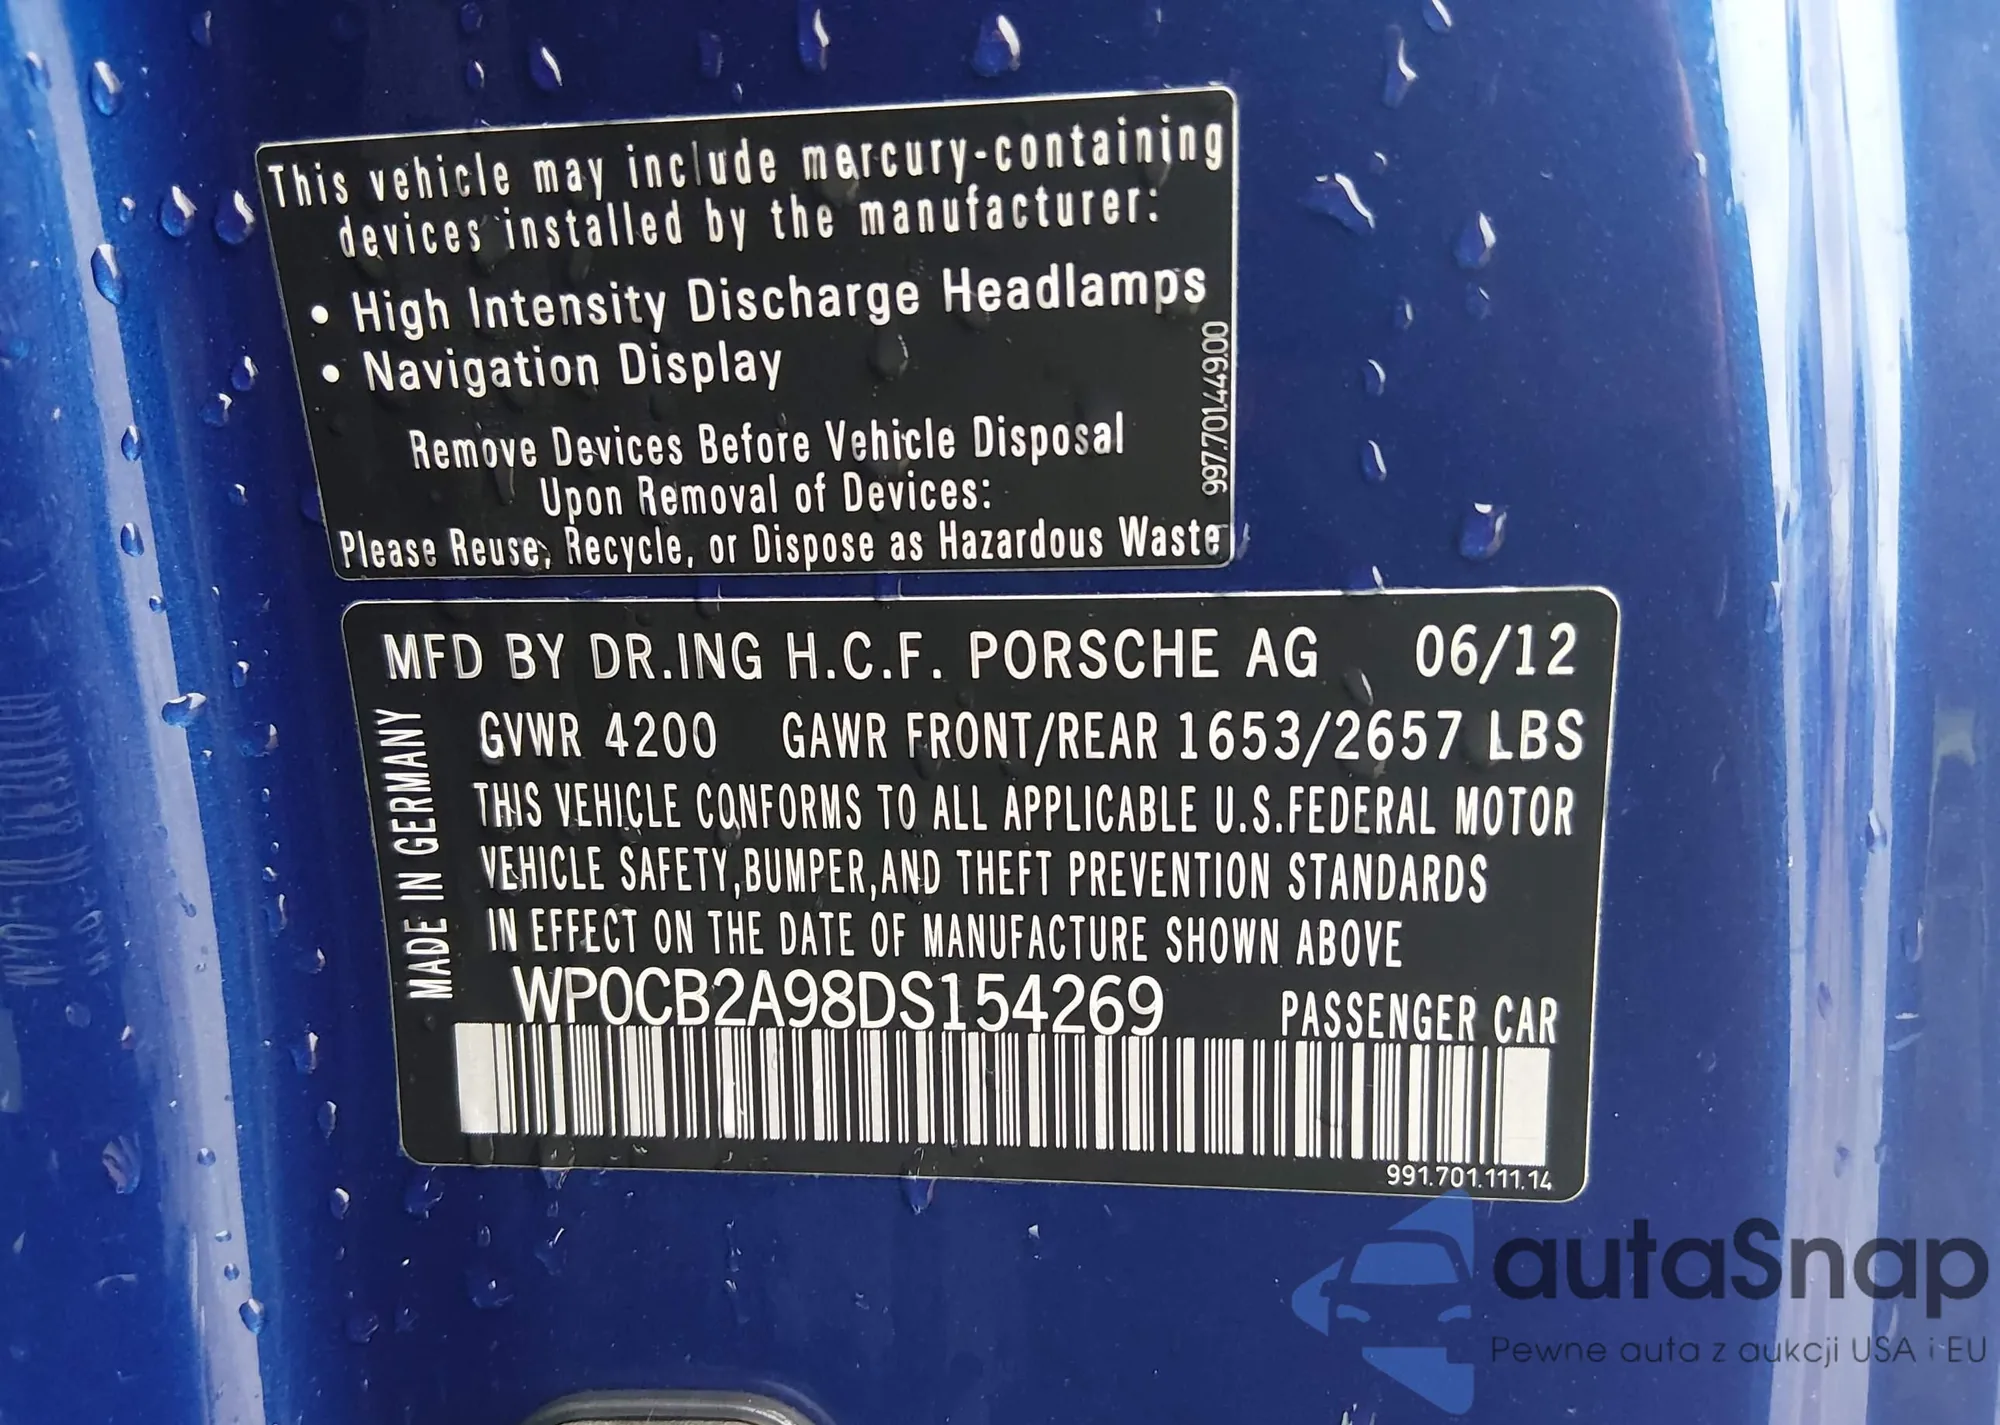 This vehicle may include mercury-containing
devices installed by the manufacturer:
• High Intensity Discharge Headlamps
• Navigation Display
Remove Devices Before Vehicle Disposal
Upon Removal of Devices:
Please Reuse, Recycle, or Dispose as Hazardous Waste
997.701.449.00
MFD BY DR.ING H.C.F. PORSCHE AG 06/12
GVWR 4200 GAWR FRONT/REAR 1653/2657 LBS
THIS VEHICLE CONFORMS TO ALL APPLICABLE U.S.FEDERAL MOTOR
VEHICLE SAFETY,BUMPER,AND THEFT PREVENTION STANDARDS
IN EFFECT ON THE DATE OF MANUFACTURE SHOWN ABOVE
MADE IN GERMANY
WP0CB2A98DS154269 PASSENGER CAR
991.701.111.14
autaSnap
Pewne auta z aukcji USA i EU